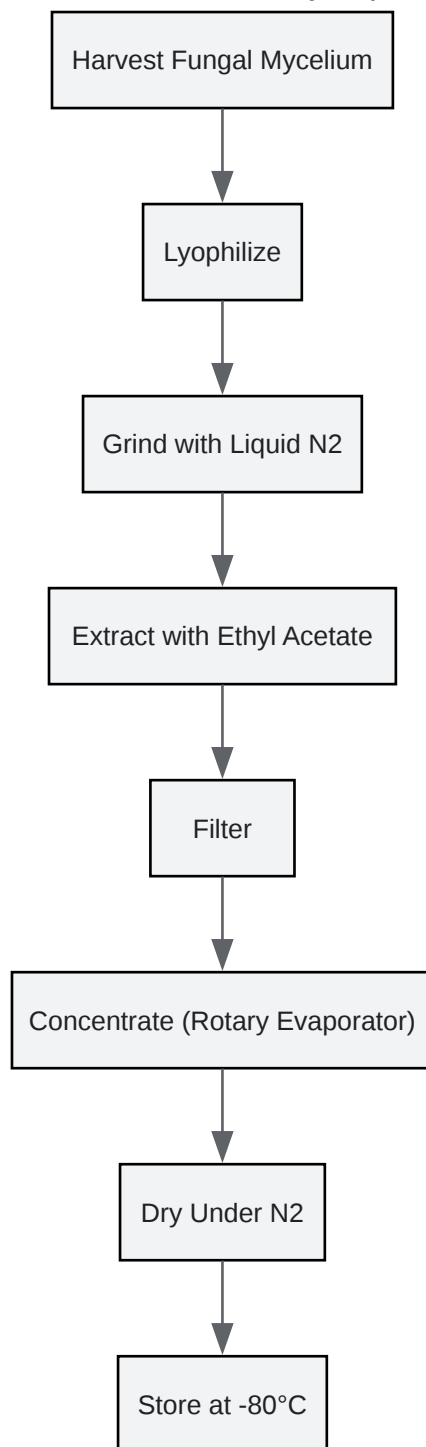 Harvest Fungal Mycelium
Lyophilize
Grind with Liquid N2
Extract with Ethyl Acetate
Filter
Concentrate (Rotary Evaporator)
Dry Under N2
Store at -80°C